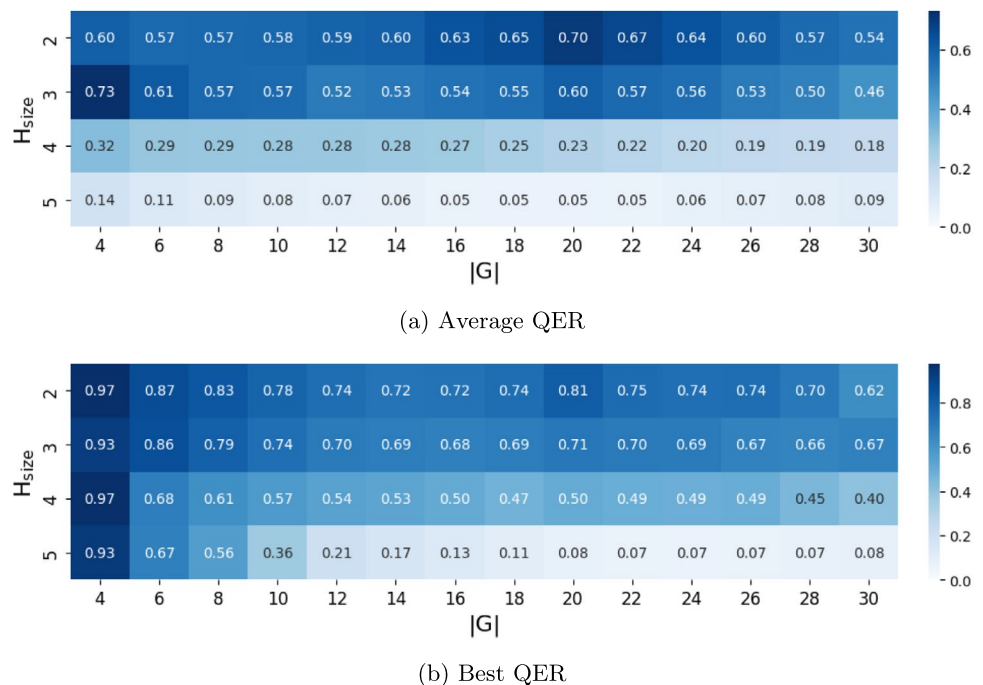 2 0.60 0.57 0.57 0.58 0.59 0.60 0.63 0.65 0.70 0.67 0.64 0.60 0.57 0.54
3 0.73 0.61 0.57 0.57 0.52 0.53 0.54 0.55 0.60 0.57 0.56 0.53 0.50 0.46
4 0.32 0.29 0.29 0.28 0.28 0.28 0.27 0.25 0.23 0.22 0.20 0.19 0.19 0.18
5 0.14 0.11 0.09 0.08 0.07 0.06 0.05 0.05 0.05 0.05 0.06 0.07 0.08 0.09
Hsize
4 6 8 10 12 14 16 18 20 22 24 26 28 30
|G|
0.6
0.4
0.2
0.0
(a) Average QER
2 0.97 0.87 0.83 0.78 0.74 0.72 0.72 0.74 0.81 0.75 0.74 0.74 0.70 0.62
3 0.93 0.86 0.79 0.74 0.70 0.69 0.68 0.69 0.71 0.70 0.69 0.67 0.66 0.67
4 0.97 0.68 0.61 0.57 0.54 0.53 0.50 0.47 0.50 0.49 0.49 0.49 0.45 0.40
5 0.93 0.67 0.56 0.36 0.21 0.17 0.13 0.11 0.08 0.07 0.07 0.07 0.07 0.08
Hsize
4 6 8 10 12 14 16 18 20 22 24 26 28 30
|G|
0.8
0.6
0.4
0.2
0.0
(b) Best QER